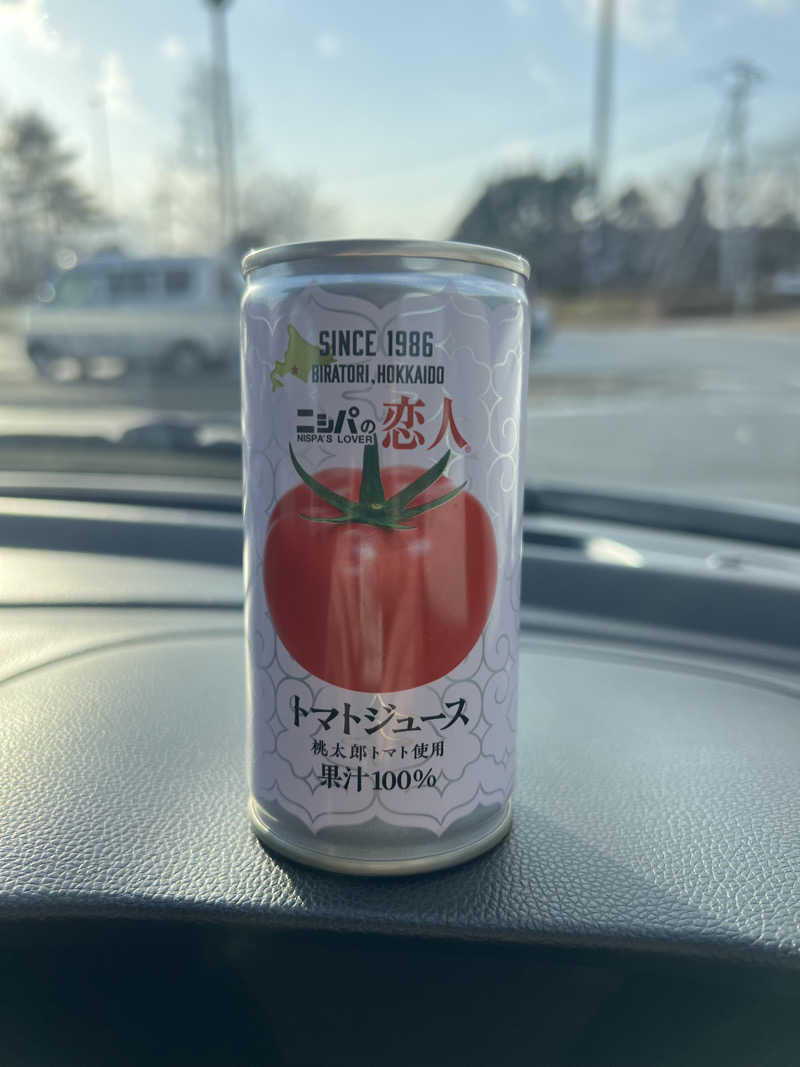 SINCE 1986
BIRATORI,HOKKAIDO
ニシパの恋人®
NISPA'S LOVER
トマトジュース
桃太郎トマト使用
果汁100%